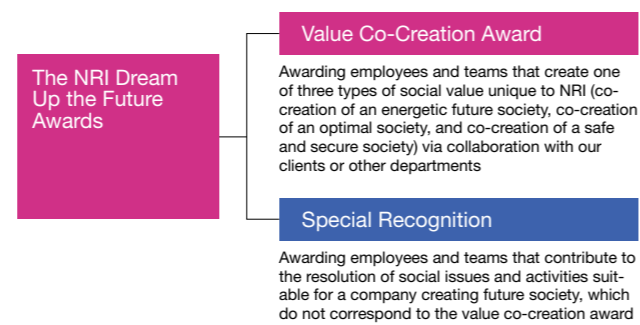 The NRI Dream
Up the Future
Awards
Value Co-Creation Award
Awarding employees and teams that create one
of three types of social value unique to NRI (co-
creation of an energetic future society, co-creation
of an optimal society, and co-creation of a safe
and secure society) via collaboration with our
clients or other departments
Special Recognition
Awarding employees and teams that contribute to
the resolution of social issues and activities suit-
able for a company creating future society, which
do not correspond to the value co-creation award